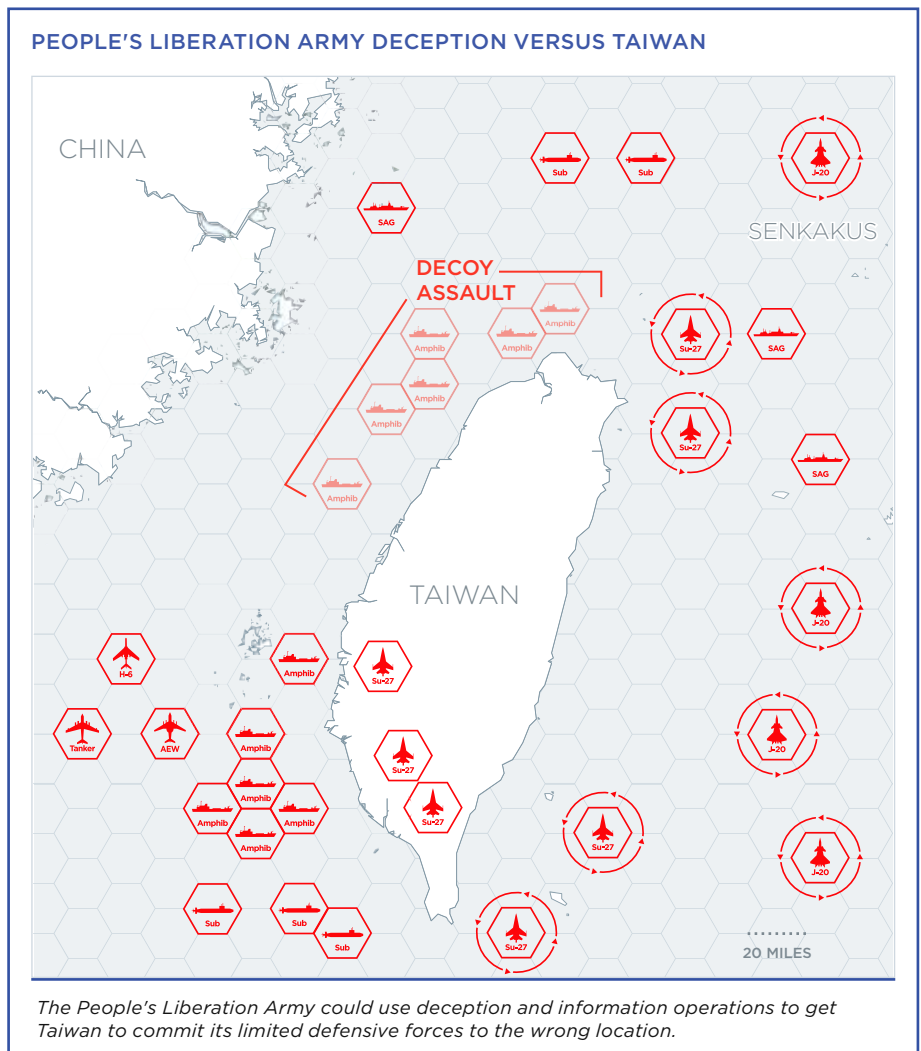 PEOPLE'S LIBERATION ARMY DECEPTION VERSUS TAIWAN
CHINA
Sub
Sub
J-20
SAG
SENKAKUS
DECOY
ASSAULT
Amphib
Amphib
Amphib
Su-27
SAG
Amphib
Amphib
Su-27
SAG
Amphib
TAIWAN
J-20
H-6
Amphib
Su-27
Tanker
AEW
Amphib
J-20
Su-27
Amphib
Amphib
Amphib
Su-27
Amphib
Su-27
J-20
Sub
Sub
Sub
Su-27
20 MILES
The People's Liberation Army could use deception and information operations to get
Taiwan to commit its limited defensive forces to the wrong location.